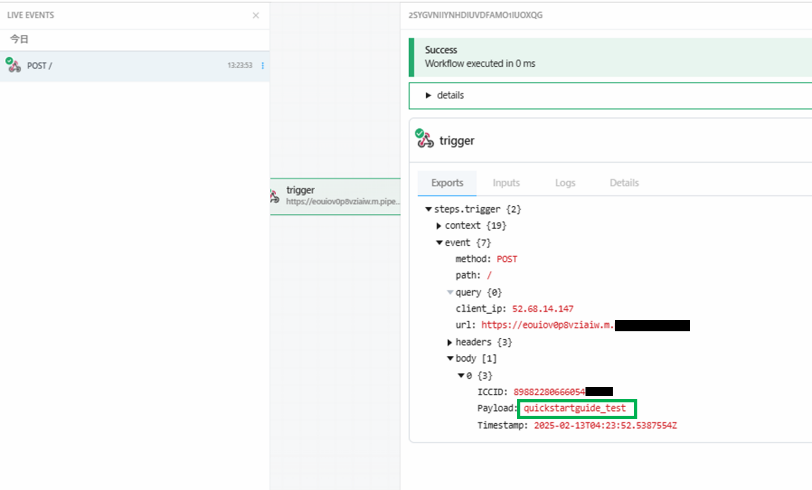 LIVE EVENTS
今日
POST /
13:23:53
trigger
https://eouiov0p8vziaiw.m.pipe...
2SYGVNIIYNHDIUVDFAMO1IUOXQG
Success
Workflow executed in 0 ms
details
trigger
Exports Inputs Logs Details
steps.trigger {2}
context {19}
event {7}
method: POST
path: /
query {0}
client_ip: 52.68.14.147
url: https://eouiov0p8vziaiw.m.
headers {3}
body [1]
0 {3}
ICCID: 89882280666054
Payload: quickstartguide_test
Timestamp: 2025-02-13T04:23:52.5387554Z